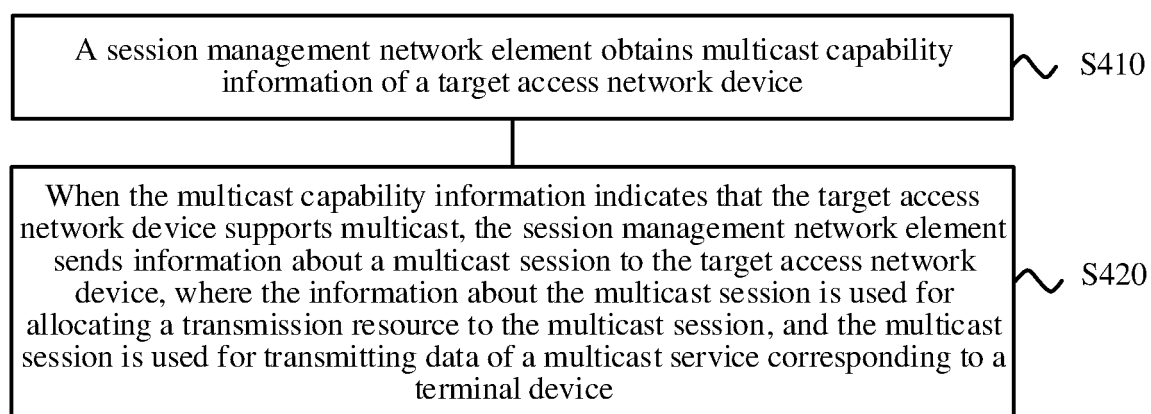 A session management network element obtains multicast capability
information of a target access network device
S410
When the multicast capability information indicates that the target access
network device supports multicast, the session management network element
sends information about a multicast session to the target access network
device, where the information about the multicast session is used for
allocating a transmission resource to the multicast session, and the multicast
session is used for transmitting data of a multicast service corresponding to a
terminal device
S420